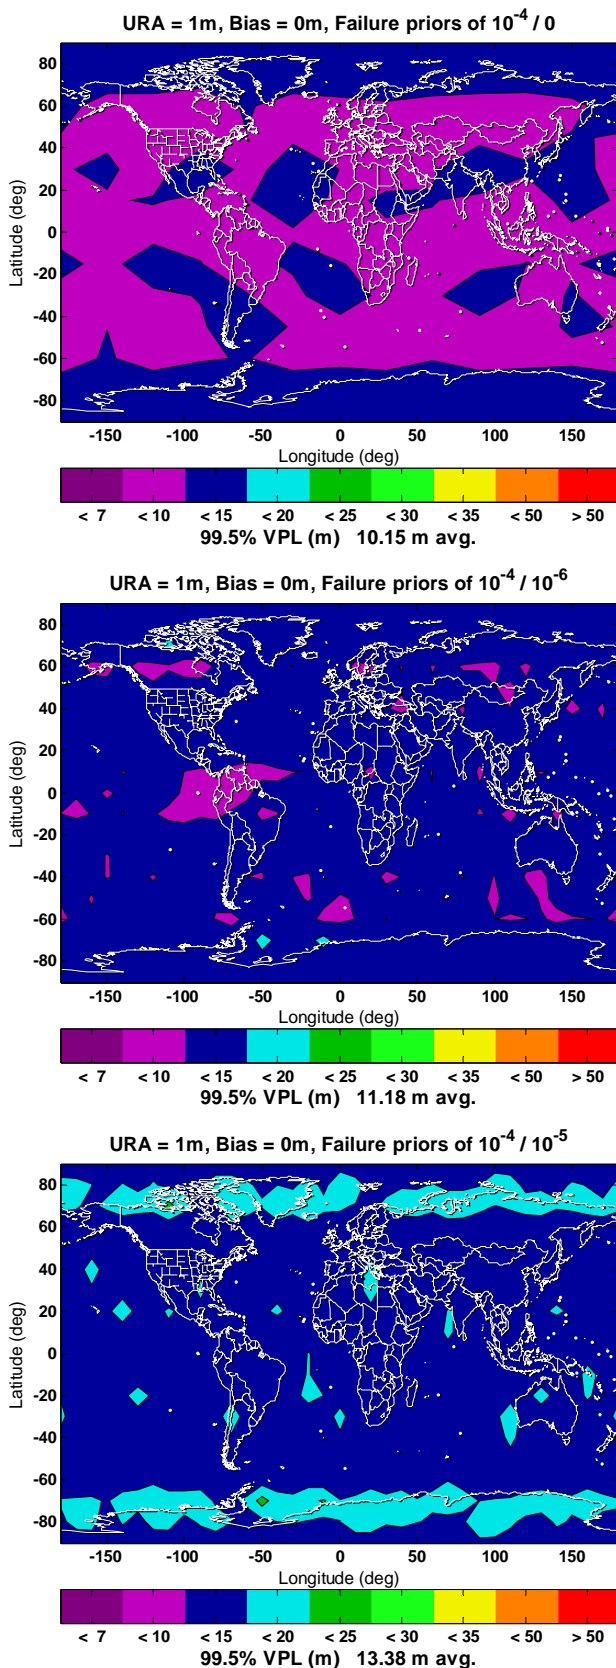 URA = 1m, Bias = 0m, Failure priors of 10^-4 / 0
80
60
40
20
0
-20
-40
-60
-80
Latitude (deg)
-150 -100 -50 0 50 100 150
Longitude (deg)
< 7 < 10 < 15 < 20 < 25 < 30 < 35 < 50 > 50
99.5% VPL (m) 10.15 m avg.
URA = 1m, Bias = 0m, Failure priors of 10^-4 / 10^-6
80
60
40
20
0
-20
-40
-60
-80
Latitude (deg)
-150 -100 -50 0 50 100 150
Longitude (deg)
< 7 < 10 < 15 < 20 < 25 < 30 < 35 < 50 > 50
99.5% VPL (m) 11.18 m avg.
URA = 1m, Bias = 0m, Failure priors of 10^-4 / 10^-5
80
60
40
20
0
-20
-40
-60
-80
Latitude (deg)
-150 -100 -50 0 50 100 150
Longitude (deg)
< 7 < 10 < 15 < 20 < 25 < 30 < 35 < 50 > 50
99.5% VPL (m) 13.38 m avg.